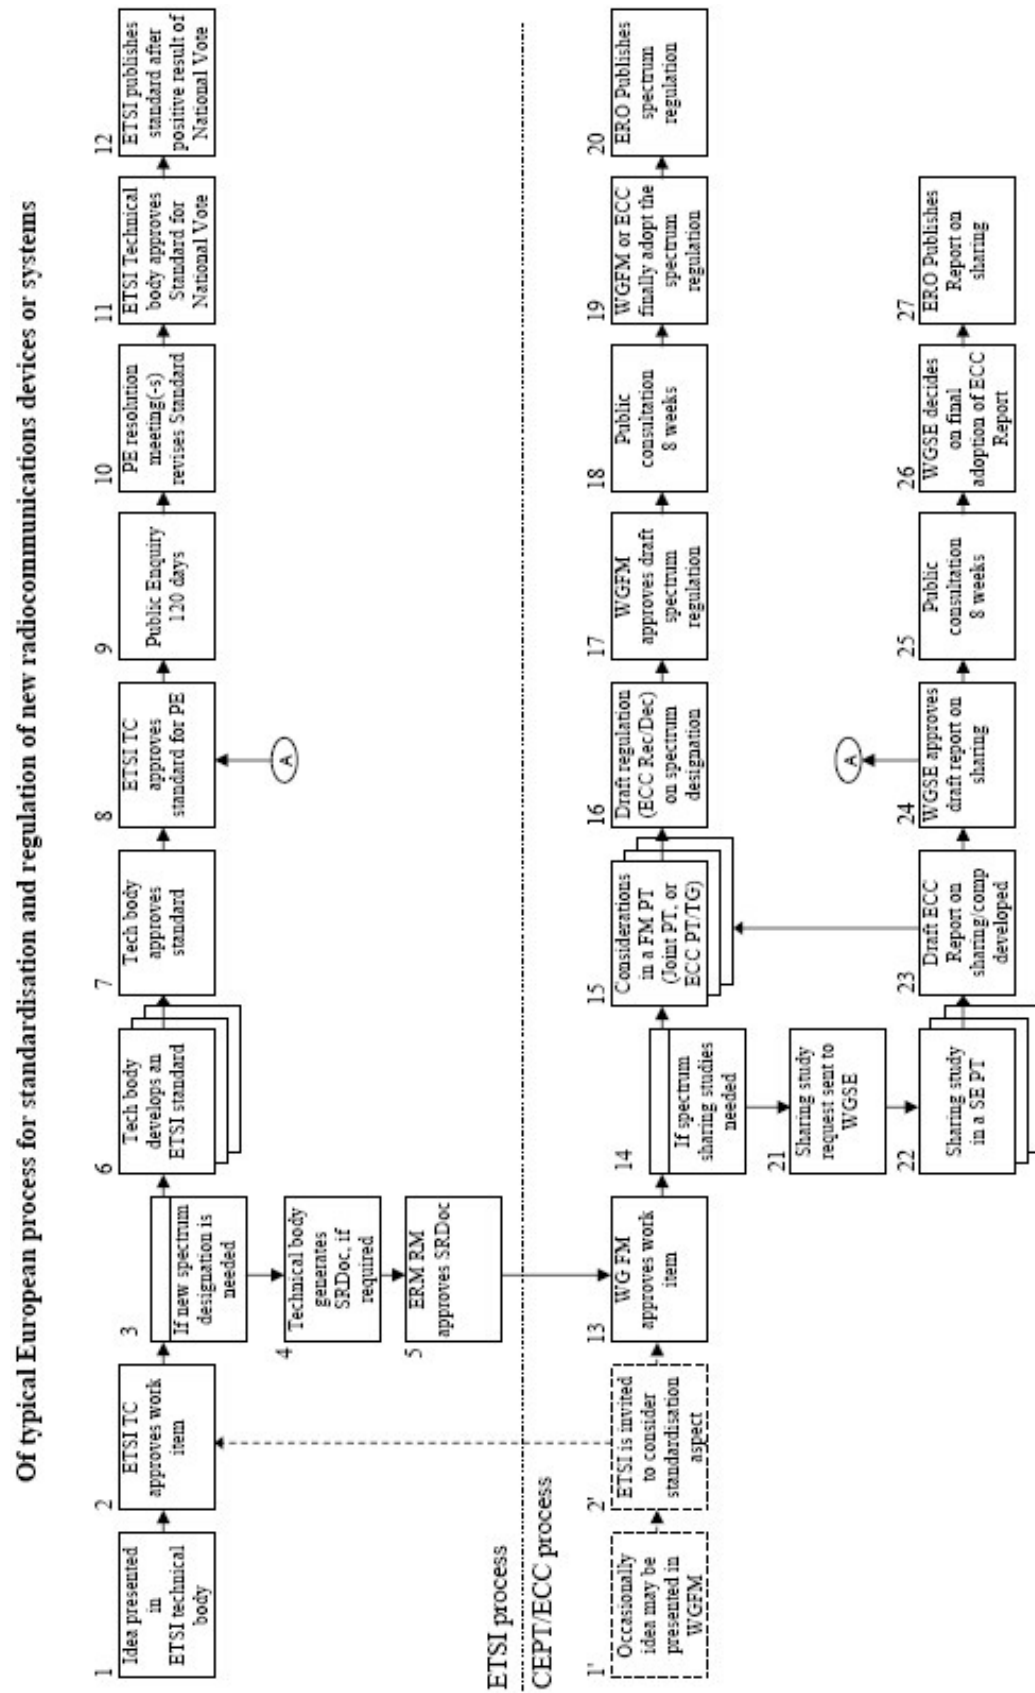 Of typical European process for standardisation and regulation of new radiocommunications devices or systems
1
Idea presented
in
ETSI technical
body
2
ETSI TC
approves work
item
3
If new spectrum
designation is
needed
4
Technical body
generates
SRDoc, if
required
5
ERM RM
approves SRDoc
6
Tech body
develops an
ETSI standard
7
Tech body
approves
standard
8
ETSI TC
approves
standard for PE
A
9
Public Enquiry
120 days
10
PE resolution
meeting(-s)
revises Standard
11
ETSI Technical
body approves
Standard for
National Vote
12
ETSI publishes
standard after
positive result of
National Vote
ETSI process
CEPT/ECC process
1'
Occasionally
idea may be
presented in
WGFM
2'
ETSI is invited
to consider
standardisation
aspect
13
WG FM
approves work
item
14
If spectrum
sharing studies
needed
15
Considerations
in a FM PT
(Joint PT, or
ECC PT/TG)
16
Draft regulation
(ECC Rec/Dec)
on spectrum
designation
17
WGFM
approves draft
spectrum
regulation
18
Public
consultation
8 weeks
19
WGFM or ECC
finally adopt the
spectrum
regulation
20
ERO Publishes
spectrum
regulation
21
Sharing study
request sent to
WGSE
22
Sharing study
in a SE PT
23
Draft ECC
Report on
sharing/comp
developed
A
24
WGSE approves
draft report on
sharing
25
Public
consultation
8 weeks
26
WGSE decides
on final
adoption of ECC
Report
27
ERO Publishes
Report on
sharing